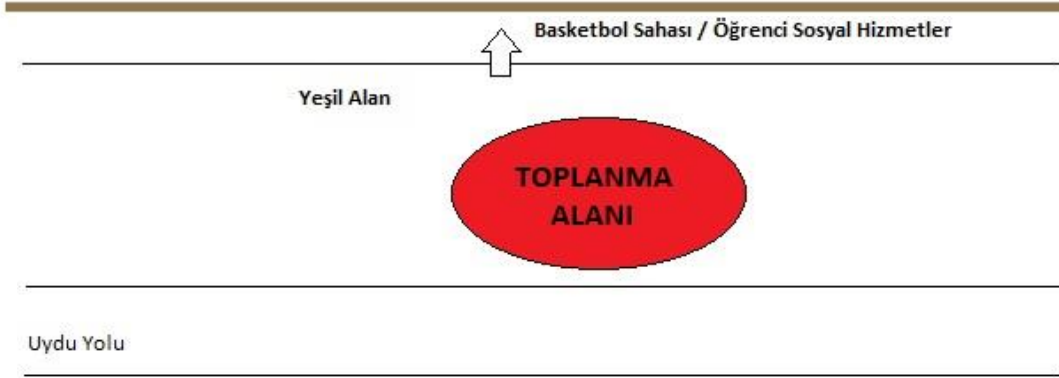 Basketbol Sahası / Öğrenci Sosyal Hizmetler
Yeşil Alan
TOPLANMA
ALANI
Uydu Yolu